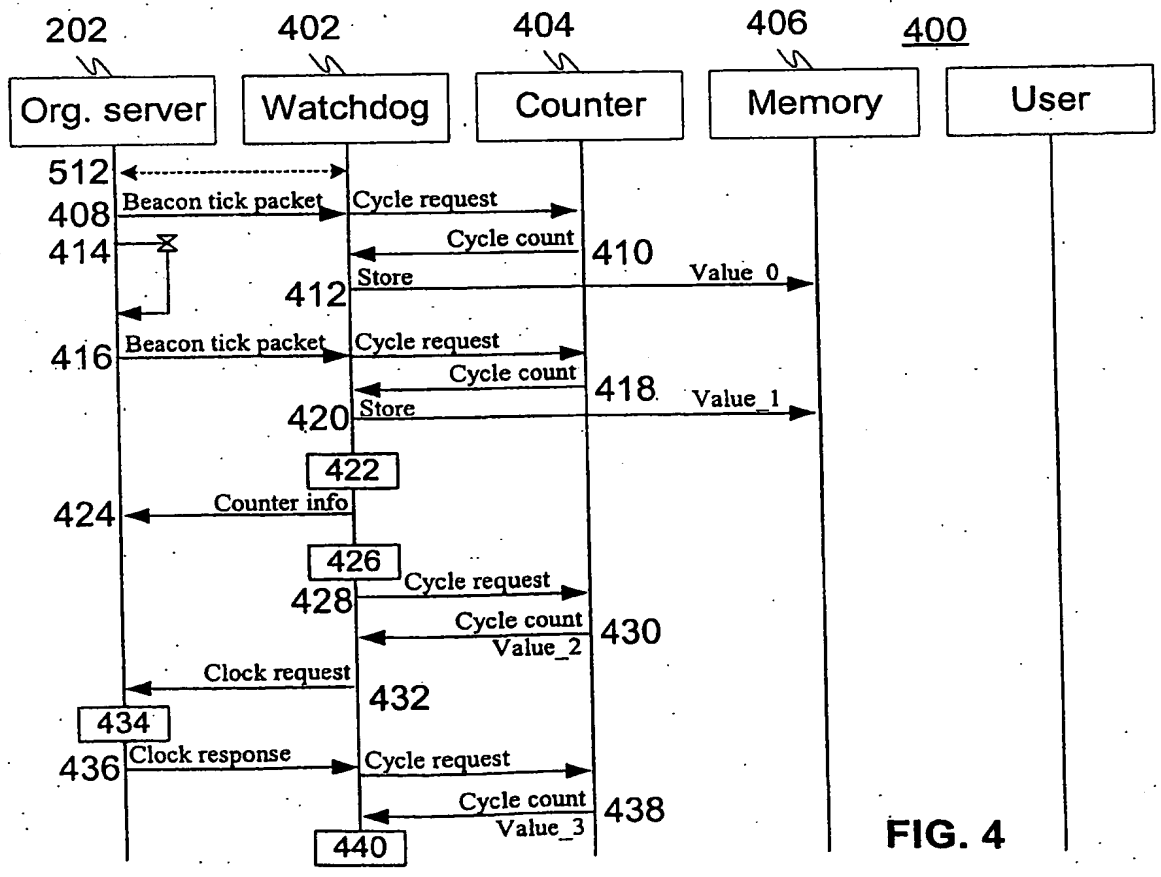 202 402 404 406 400
Org. server Watchdog Counter Memory User
512
408 Beacon tick packet Cycle request
414 Cycle count 410
412 Store Value_0
416 Beacon tick packet Cycle request
Cycle count 418
420 Store Value_1
422
424 Counter info
426
428 Cycle request
Cycle count 430
Value_2
Clock request 432
434
436 Clock response Cycle request
Cycle count 438
Value_3
440
FIG. 4